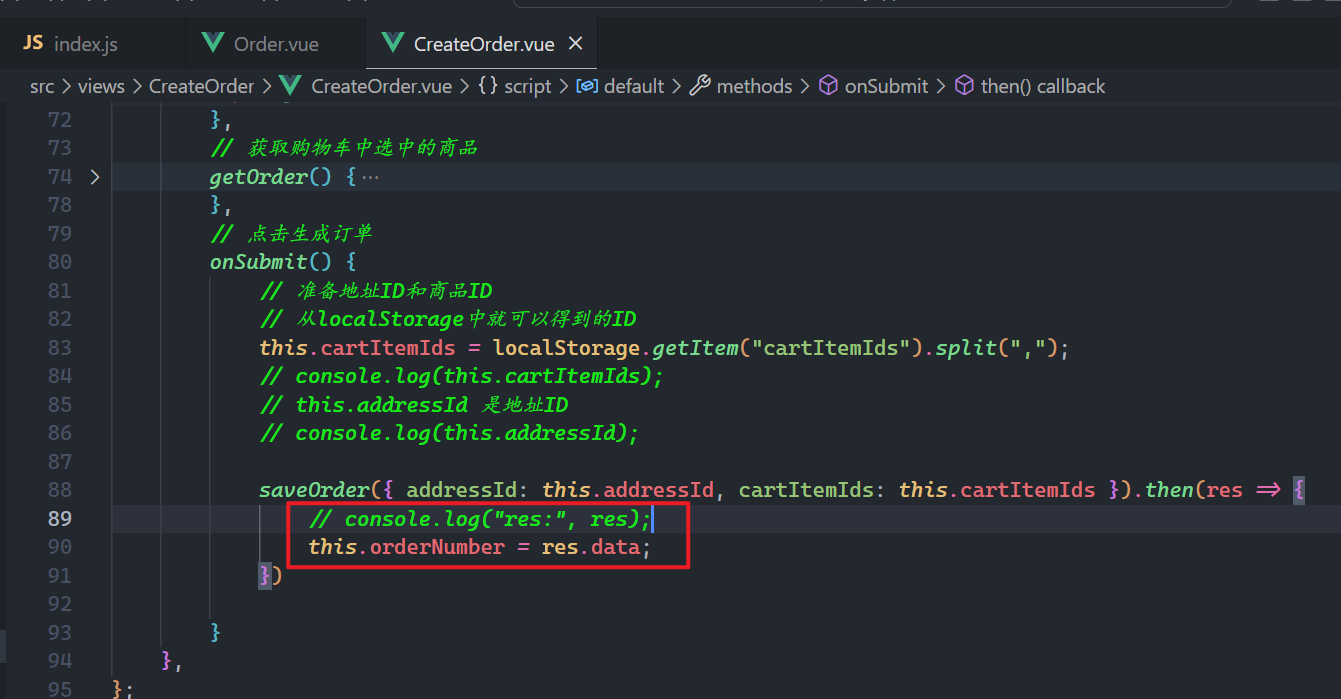 JS index.js Order.vue CreateOrder.vue ×
src > views > CreateOrder > CreateOrder.vue > {} script > default > methods > onSubmit > then() callback
72 },
73 // 获取购物车中选中的商品
74 > getOrder() {···
78 },
79 // 点击生成订单
80 onSubmit() {
81 // 准备地址ID和商品ID
82 // 从localStorage中就可以得到的ID
83 this.cartItemIds = localStorage.getItem("cartItemIds").split(",");
84 // console.log(this.cartItemIds);
85 // this.addressId 是地址ID
86 // console.log(this.addressId);
87
88 saveOrder({ addressId: this.addressId, cartItemIds: this.cartItemIds }).then(res => {
89 // console.log("res:", res);
90 this.orderNumber = res.data;
91 })
92
93 }
94 },
95 };